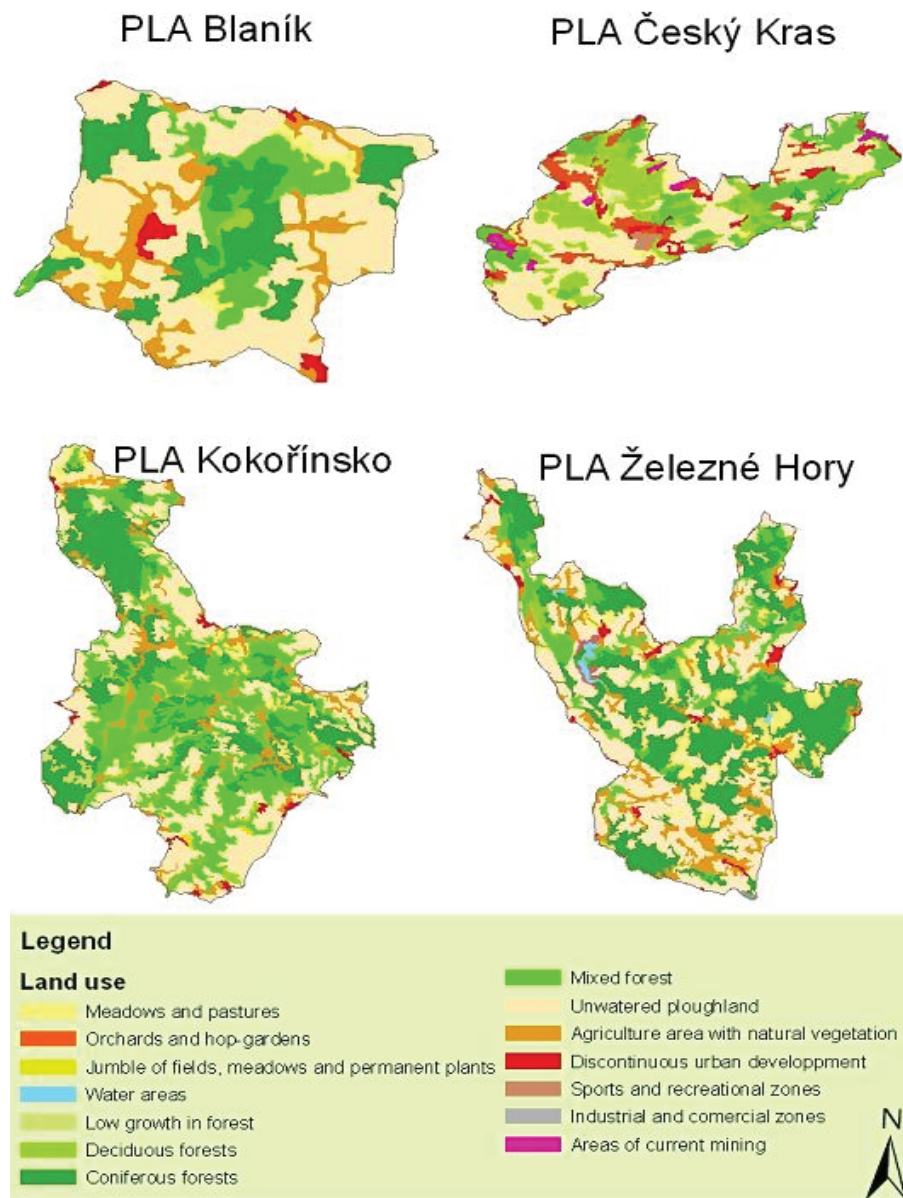 PLA Blaník
PLA Český Kras
PLA Kokořínsko
PLA Železné Hory
Legend
Land use
Meadows and pastures
Orchards and hop-gardens
Jumble of fields, meadows and permanent plants
Water areas
Low growth in forest
Deciduous forests
Coniferous forests
Mixed forest
Unwatered ploughland
Agriculture area with natural vegetation
Discontinuous urban developpment
Sports and recreational zones
Industrial and comercial zones
Areas of current mining
N